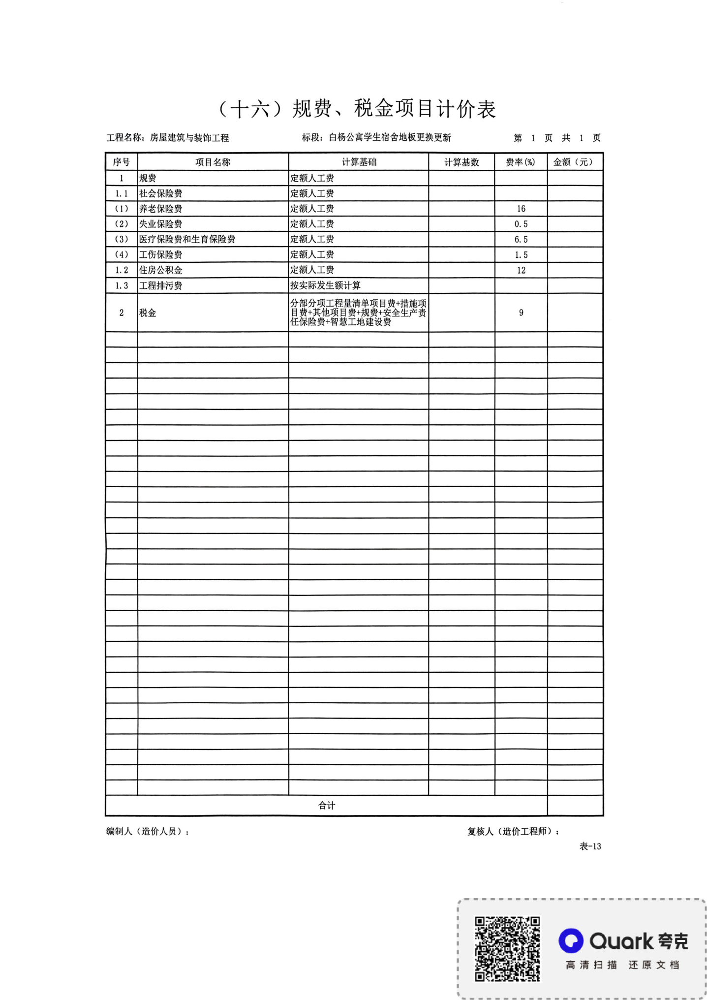 （十六）规费、税金项目计价表
工程名称：房屋建筑与装饰工程 标段：白杨公寓学生宿舍地板更换更新 第 1 页 共 1 页
序号 项目名称 计算基础 计算基数 费率(%) 金额（元）
1 规费 定额人工费
1.1 社会保险费 定额人工费
（1） 养老保险费 定额人工费 16
（2） 失业保险费 定额人工费 0.5
（3） 医疗保险费和生育保险费 定额人工费 6.5
（4） 工伤保险费 定额人工费 1.5
1.2 住房公积金 定额人工费 12
1.3 工程排污费 按实际发生额计算
2 税金 分部分项工程量清单项目费+措施项
目费+其他项目费+规费+安全生产责
任保险费+智慧工地建设费 9
合计
编制人（造价人员）： 复核人（造价工程师）：
表-13
Quark 夸克
高清扫描 还原文档